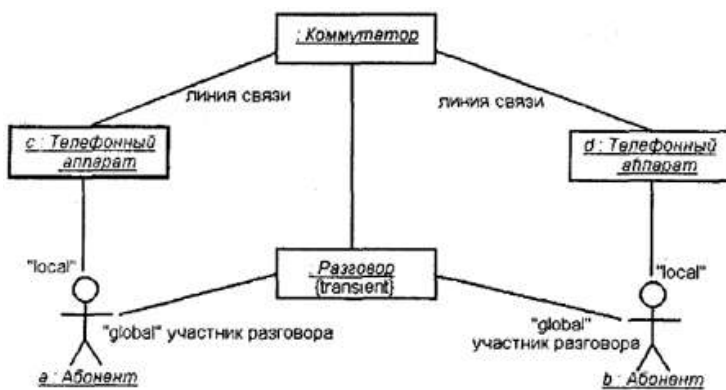 : Коммутатор
линия связи
линия связи
с : Телефонный
аппарат
d : Телефонный
аппарат
"local"
: Разговор
{transient}
"local"
"global" участник разговора
"global"
участник разговора
a : Абонент
b : Абонент